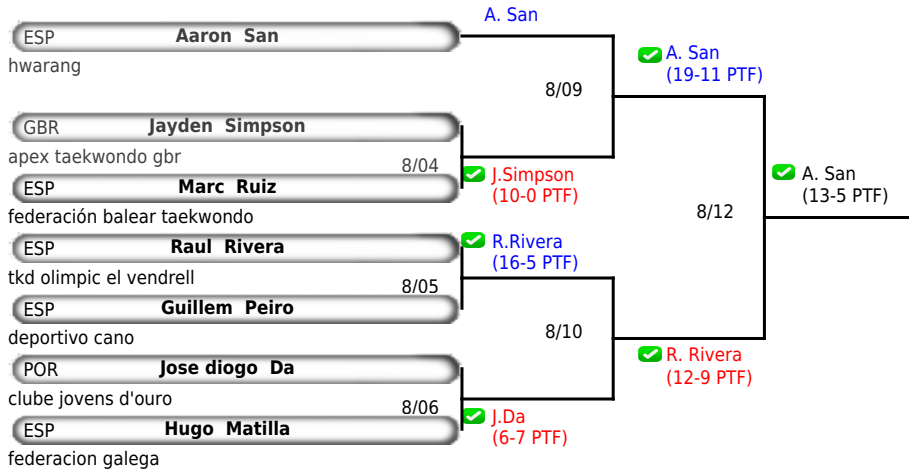 A. San
ESP Aaron San
hwarang
A. San
(19-11 PTF)
8/09
GBR Jayden Simpson
apex taekwondo gbr
8/04
J.Simpson
(10-0 PTF)
A. San
(13-5 PTF)
ESP Marc Ruiz
federación balear taekwondo
8/12
ESP Raul Rivera
R.Rivera
(16-5 PTF)
tkd olimpic el vendrell
8/05
ESP Guillem Peiro
deportivo cano
8/10
R. Rivera
(12-9 PTF)
POR Jose diogo Da
clube jovens d'ouro
8/06
J.Da
(6-7 PTF)
ESP Hugo Matilla
federacion galega